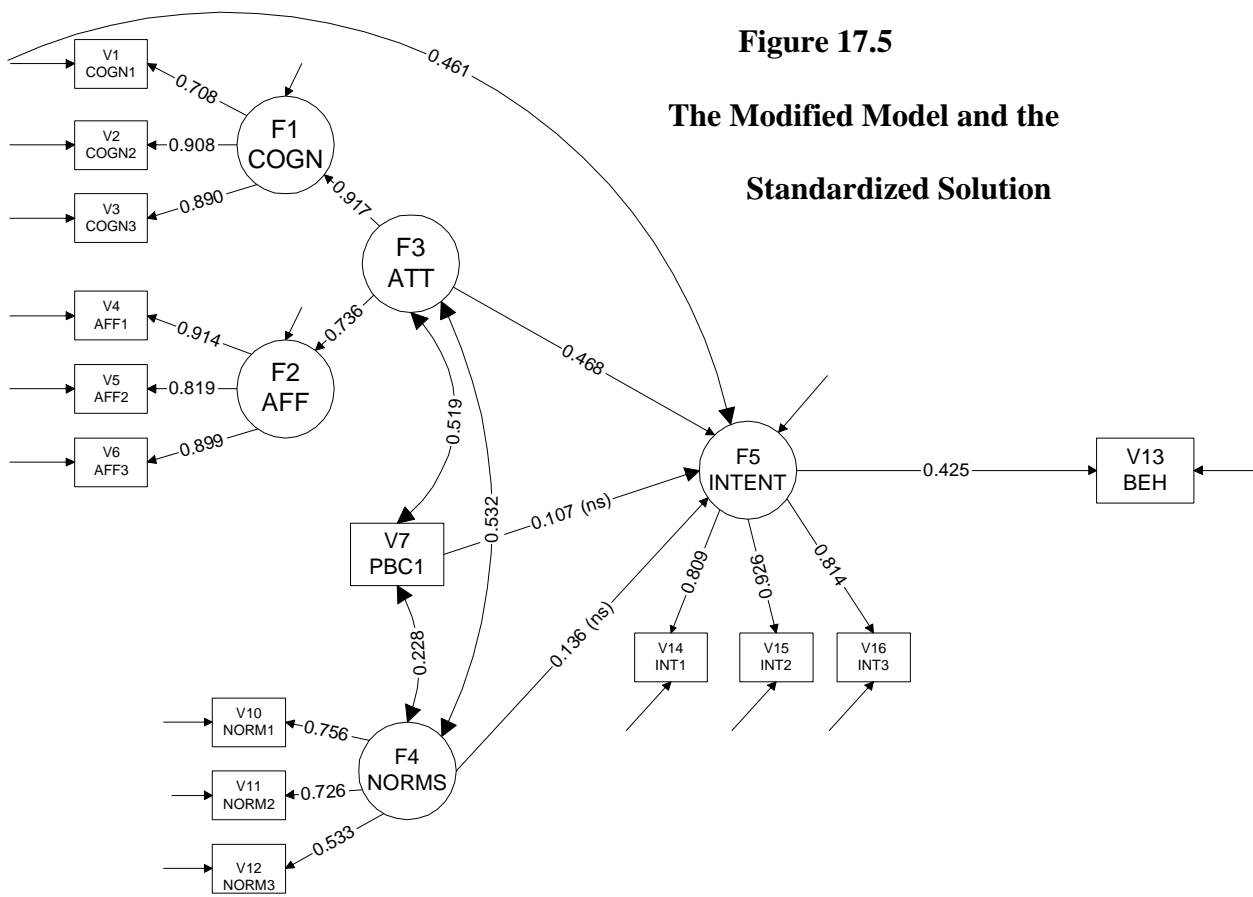 Figure 17.5
The Modified Model and the
Standardized Solution
0.461
V1
COGN1
0.708
V2
COGN2
0.908
V3
COGN3
0.890
F1
COGN
0.917
F3
ATT
V4
AFF1
0.914
V5
AFF2
0.819
V6
AFF3
0.899
F2
AFF
0.736
0.468
0.519
0.532
V7
PBC1
0.107 (ns)
F5
INTENT
0.425
V13
BEH
0.809
0.926
0.814
V14
INT1
V15
INT2
V16
INT3
0.228
0.136 (ns)
V10
NORM1
0.756
V11
NORM2
0.726
V12
NORM3
0.533
F4
NORMS